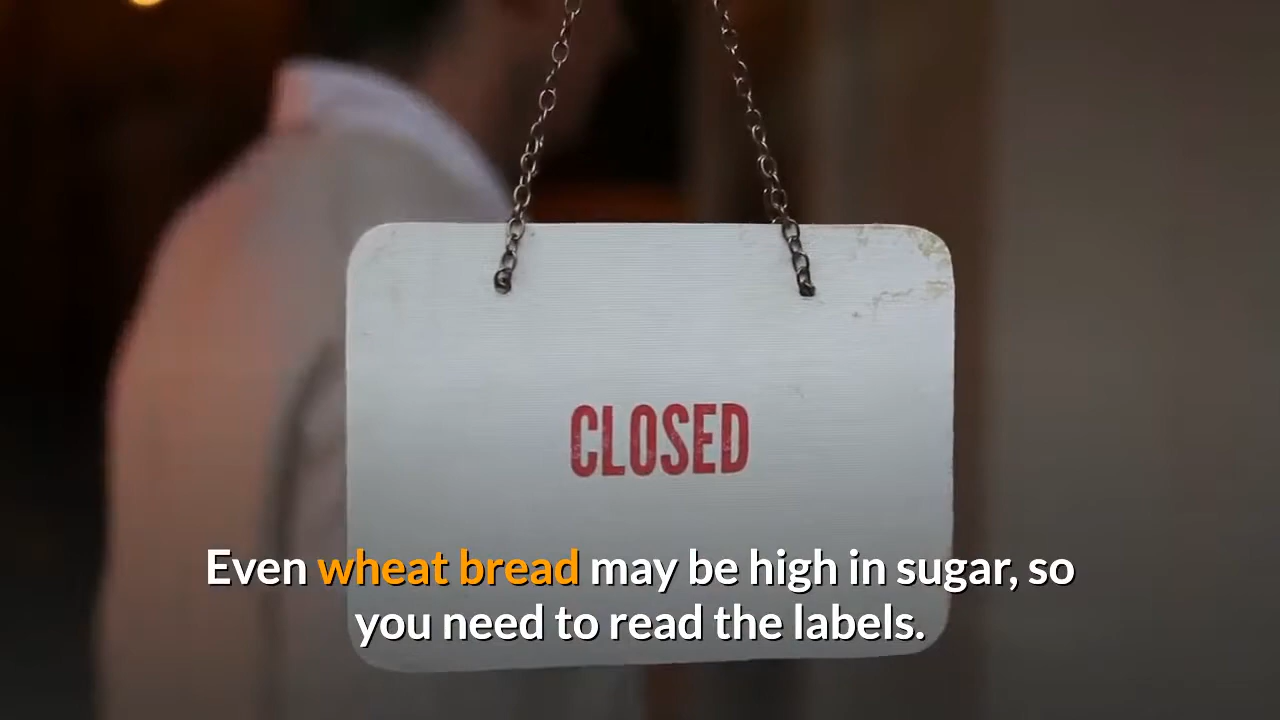 CLOSED
Even wheat bread may be high in sugar, so
you need to read the labels.